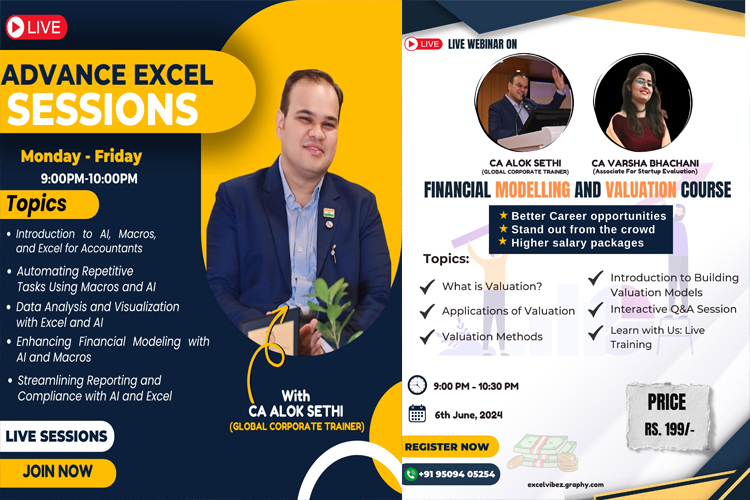 LIVE
ADVANCE EXCEL
SESSIONS
Monday - Friday
9:00PM-10:00PM
Topics
• Introduction to AI, Macros,
and Excel for Accountants
• Automating Repetitive
Tasks Using Macros and AI
• Data Analysis and Visualization
with Excel and AI
• Enhancing Financial Modeling with
AI and Macros
• Streamlining Reporting and
Compliance with AI and Excel
With
CA ALOK SETHI
(GLOBAL CORPORATE TRAINER)
LIVE SESSIONS
JOIN NOW
LIVE LIVE WEBINAR ON
CA ALOK SETHI
(GLOBAL CORPORATE TRAINER)
CA VARSHA BHACHANI
(Associate For Startup Evaluation)
FINANCIAL MODELLING AND VALUATION COURSE
★ Better Career opportunities
★ Stand out from the crowd
★ Higher salary packages
Topics:
✓ What is Valuation?
✓ Applications of Valuation
✓ Valuation Methods
✓ Introduction to Building
Valuation Models
✓ Interactive Q&A Session
✓ Learn with Us: Live
Training
9:00 PM - 10:30 PM
6th June, 2024
PRICE
RS. 199/-
REGISTER NOW
+91 95094 05254
excelvibez.graphy.com